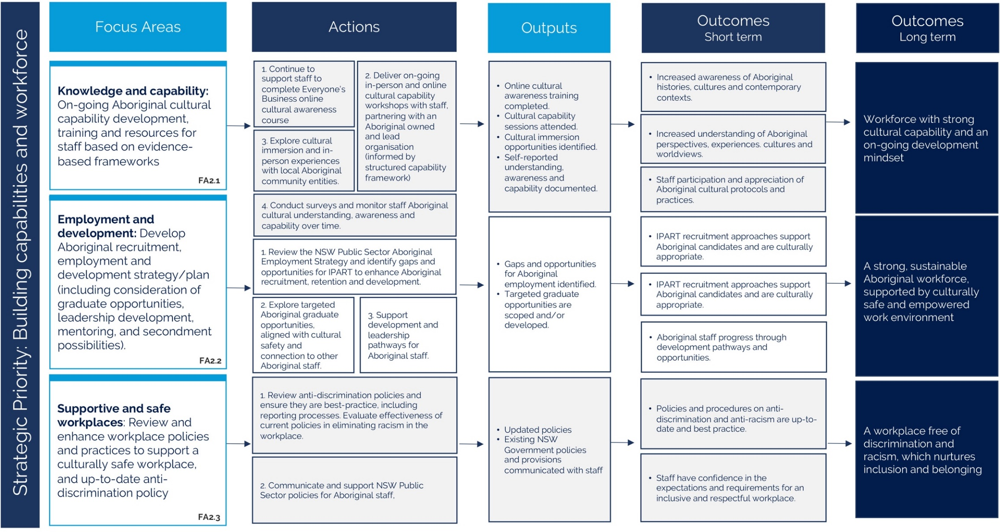 Strategic Priority: Building capabilities and workforce
Focus Areas
Actions
Outputs
Outcomes
Short term
Outcomes
Long term
Knowledge and capability:
On-going Aboriginal cultural
capability development,
training and resources for
staff based on evidence-
based frameworks
FA2.1
1. Continue to
support staff to
complete Everyone's
Business online
cultural awareness
course
2. Deliver on-going
in-person and online
cultural capability
workshops with staff,
partnering with an
Aboriginal owned
and lead
organisation
(informed by
structured capability
framework)
3. Explore cultural
immersion and in-
person experiences
with local Aboriginal
community entities.
4. Conduct surveys and monitor staff Aboriginal
cultural understanding, awareness and
capability over time.
• Online cultural
awareness training
completed.
• Cultural capability
sessions attended.
• Cultural immersion
opportunities identified.
• Self-reported
understanding,
awareness and
capability documented.
• Increased awareness of Aboriginal
histories, cultures and contemporary
contexts.
• Increased understanding of Aboriginal
perspectives, experiences. cultures and
worldviews.
• Staff participation and appreciation of
Aboriginal cultural protocols and
practices.
Workforce with strong
cultural capability and an
on-going development
mindset
Employment and
development: Develop
Aboriginal recruitment,
employment and
development strategy/plan
(including consideration of
graduate opportunities,
leadership development,
mentoring, and secondment
possibilities).
FA2.2
1. Review the NSW Public Sector Aboriginal
Employment Strategy and identify gaps and
opportunities for IPART to enhance Aboriginal
recruitment, retention and development.
2. Explore targeted
Aboriginal graduate
opportunities,
aligned with cultural
safety and
connection to other
Aboriginal staff.
3. Support
development and
leadership
pathways for
Aboriginal staff.
• Gaps and opportunities
for Aboriginal
employment identified.
• Targeted graduate
opportunities are
scoped and/or
developed.
• IPART recruitment approaches support
Aboriginal candidates and are culturally
appropriate.
• IPART recruitment approaches support
Aboriginal candidates and are culturally
appropriate.
• Aboriginal staff progress through
development pathways and
opportunities.
A strong, sustainable
Aboriginal workforce,
supported by culturally
safe and empowered
work environment
Supportive and safe
workplaces: Review and
enhance workplace policies
and practices to support a
culturally safe workplace,
and up-to-date anti-
discrimination policy
FA2.3
1. Review anti-discrimination policies and
ensure they are best-practice, including
reporting processes. Evaluate effectiveness of
current policies in eliminating racism in the
workplace.
2. Communicate and support NSW Public
Sector policies for Aboriginal staff,
• Updated policies
• Existing NSW
Government policies
and provisions
communicated with staff
• Policies and procedures on anti-
discrimination and anti-racism are up-to-
date and best practice.
• Staff have confidence in the
expectations and requirements for an
inclusive and respectful workplace.
A workplace free of
discrimination and
racism, which nurtures
inclusion and belonging